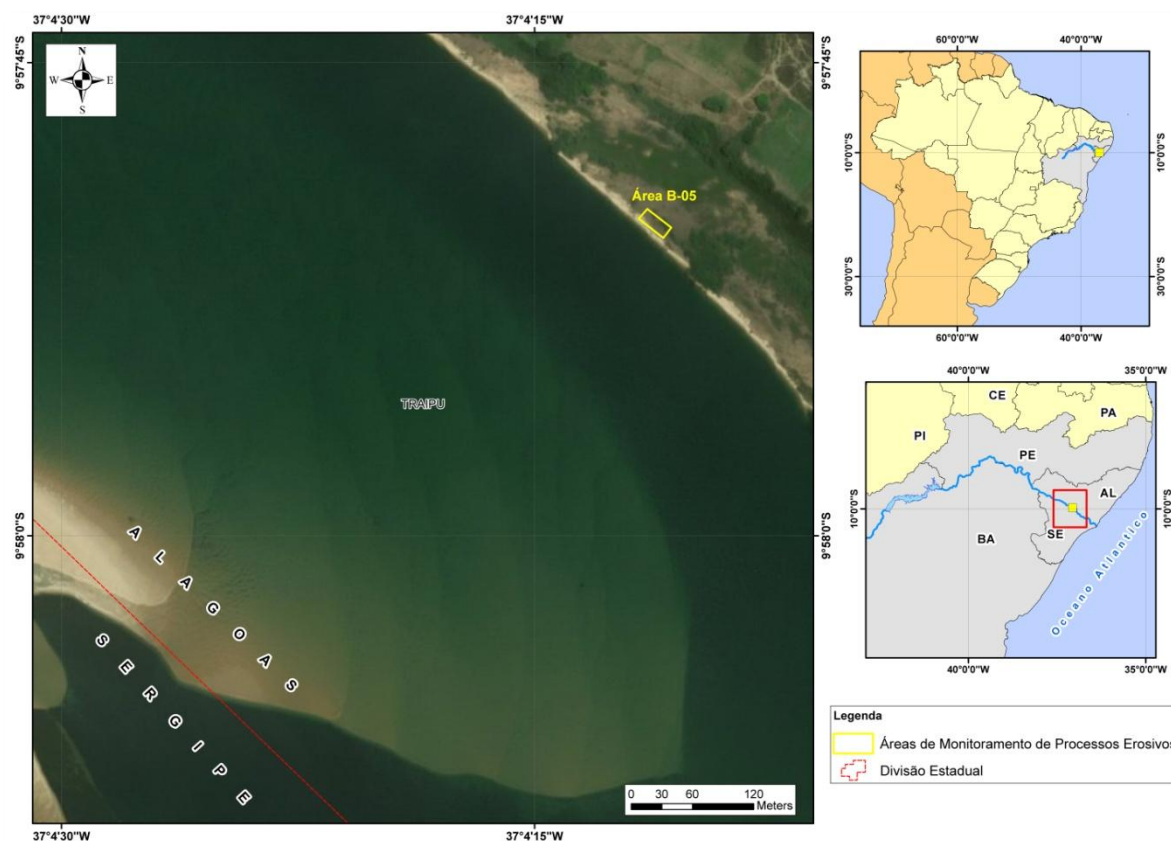 37°4'30"W
37°4'15"W
9°57'45"S
9°57'45"S
N
W E
S
Área B-05
TRAIPU
9°58'0"S
9°58'0"S
ALAGOAS
SERGIPE
0 30 60 120
Meters
37°4'30"W
37°4'15"W
60°0'0"W
40°0'0"W
10°0'0"S
10°0'0"S
30°0'0"S
30°0'0"S
60°0'0"W
40°0'0"W
40°0'0"W
35°0'0"W
CE
PA
PI
PE
AL
10°0'0"S
10°0'0"S
SE
BA
Oceano Atlantico
40°0'0"W
35°0'0"W
Legenda
Áreas de Monitoramento de Processos Erosivos
Divisão Estadual